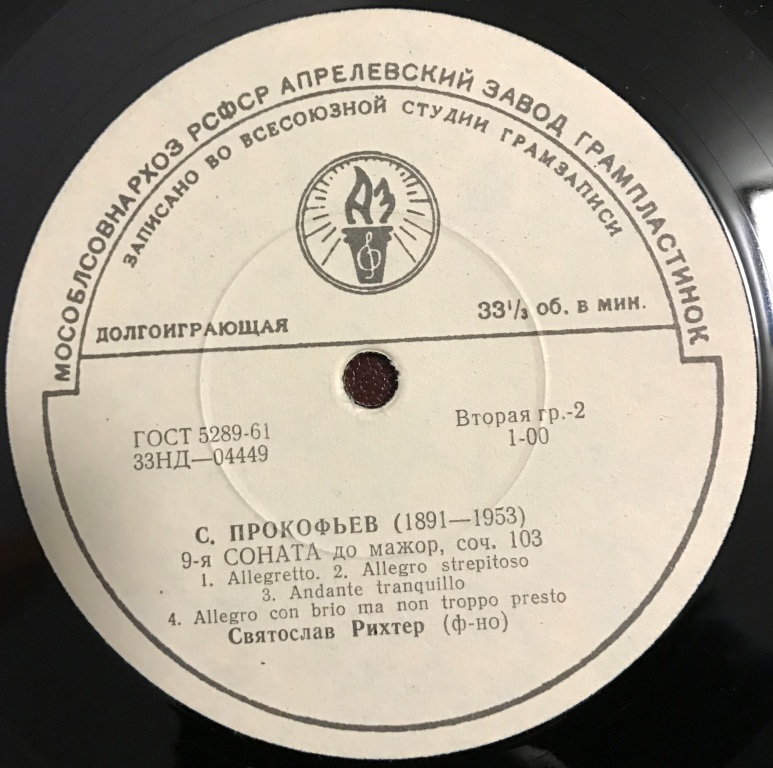 МОСОБЛСОВНАРХОЗ РСФСР АПРЕЛЕВСКИЙ ЗАВОД ГРАМПЛАСТИНОК
ЗАПИСАНО ВО ВСЕСОЮЗНОЙ СТУДИИ ГРАМЗАПИСИ
АЗ
ДОЛГОИГРАЮЩАЯ
33¹/₃ об. в мин.
ГОСТ 5289-61
33НД—04449
Вторая гр.-2
1-00
С. ПРОКОФЬЕВ (1891—1953)
9-я СОНАТА до мажор, соч. 103
1. Allegretto. 2. Allegro strepitoso
3. Andante tranquillo
4. Allegro con brio ma non troppo presto
Святослав Рихтер (ф-но)